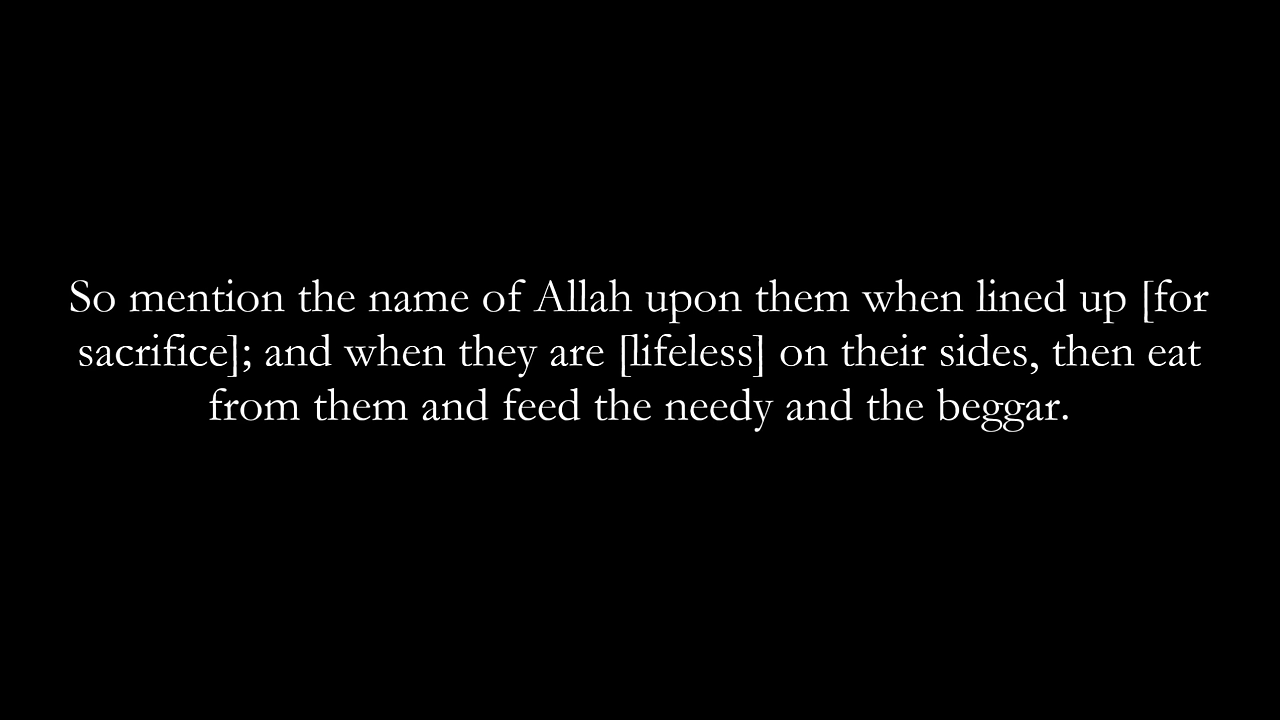 So mention the name of Allah upon them when lined up [for
sacrifice]; and when they are [lifeless] on their sides, then eat
from them and feed the needy and the beggar.